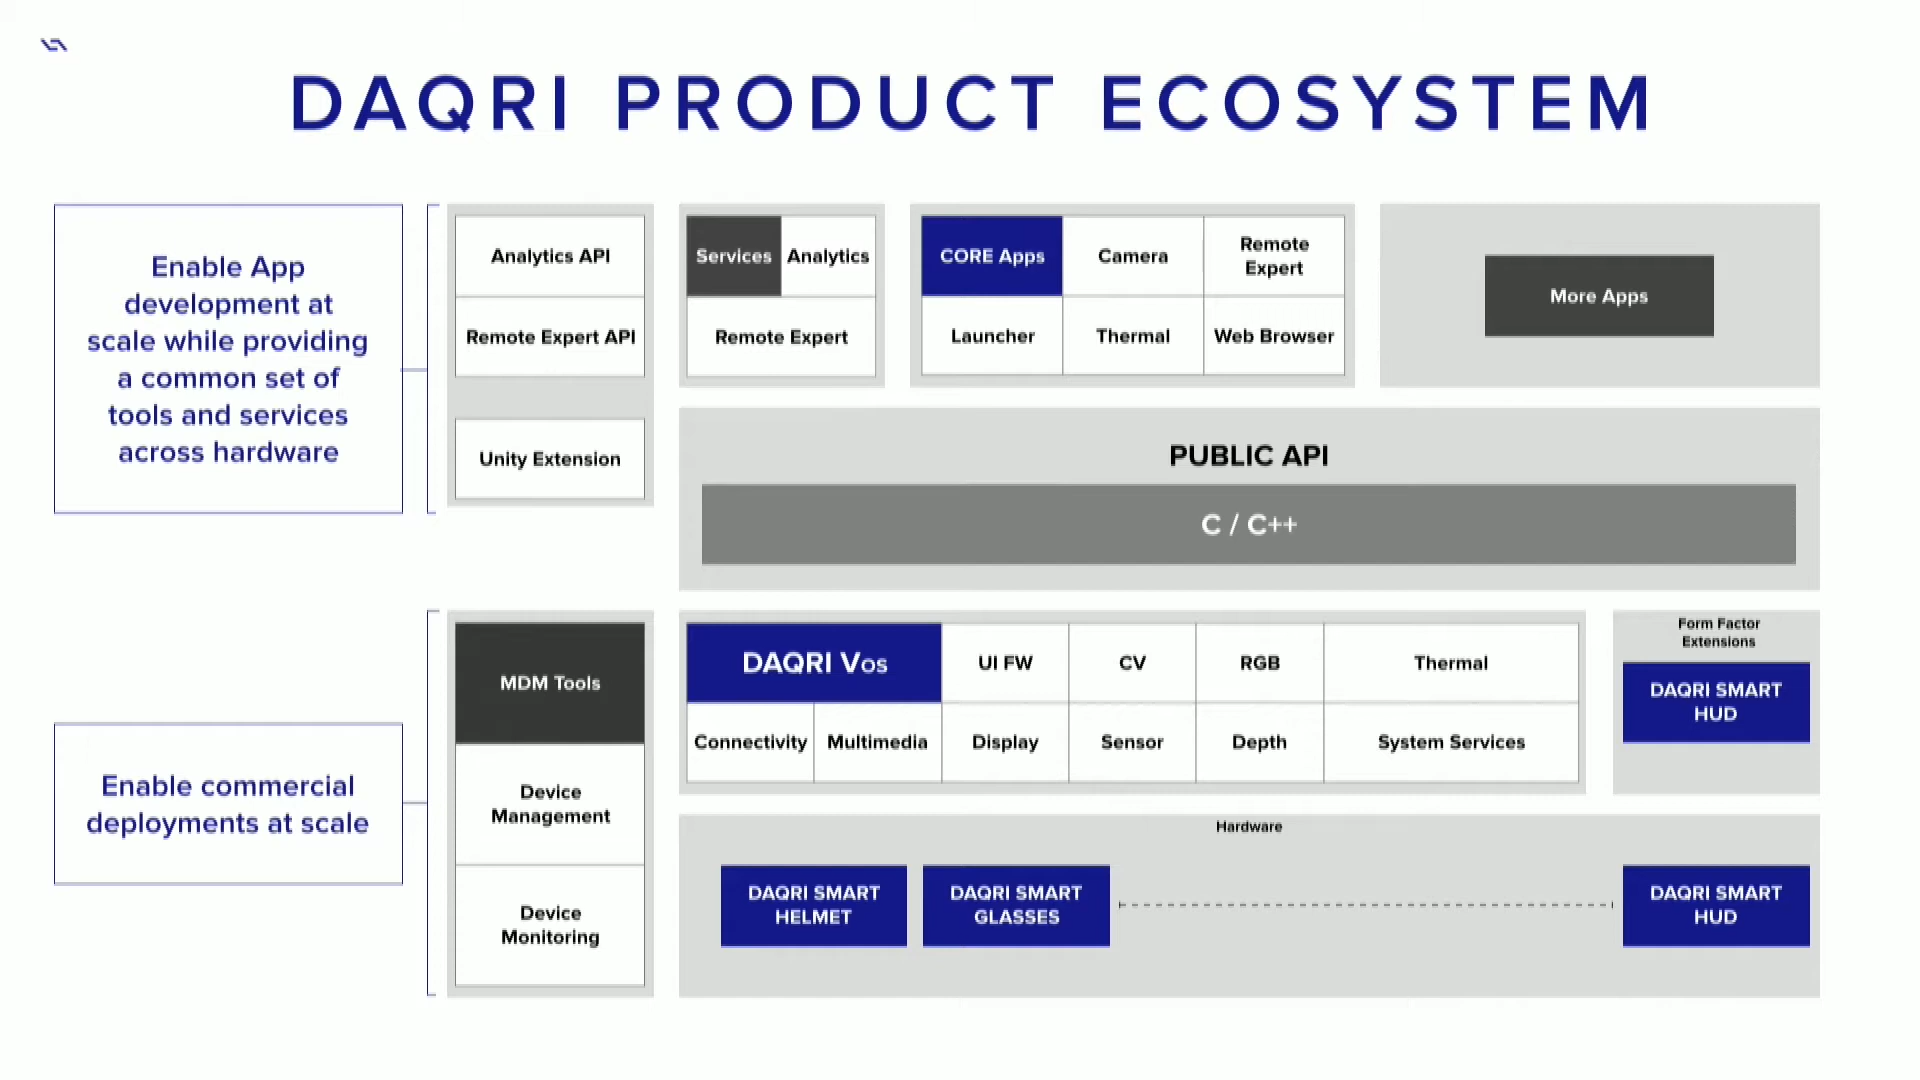 DAQRI PRODUCT ECOSYSTEM
Enable App
development at
scale while providing
a common set of
tools and services
across hardware
Analytics API
Remote Expert API
Unity Extension
Services
Analytics
Remote Expert
CORE Apps
Camera
Remote
Expert
Launcher
Thermal
Web Browser
More Apps
PUBLIC API
C / C++
Enable commercial
deployments at scale
MDM Tools
Device
Management
Device
Monitoring
DAQRI Vos
UI FW
CV
RGB
Thermal
Connectivity
Multimedia
Display
Sensor
Depth
System Services
Form Factor
Extensions
DAQRI SMART
HUD
Hardware
DAQRI SMART
HELMET
DAQRI SMART
GLASSES
DAQRI SMART
HUD